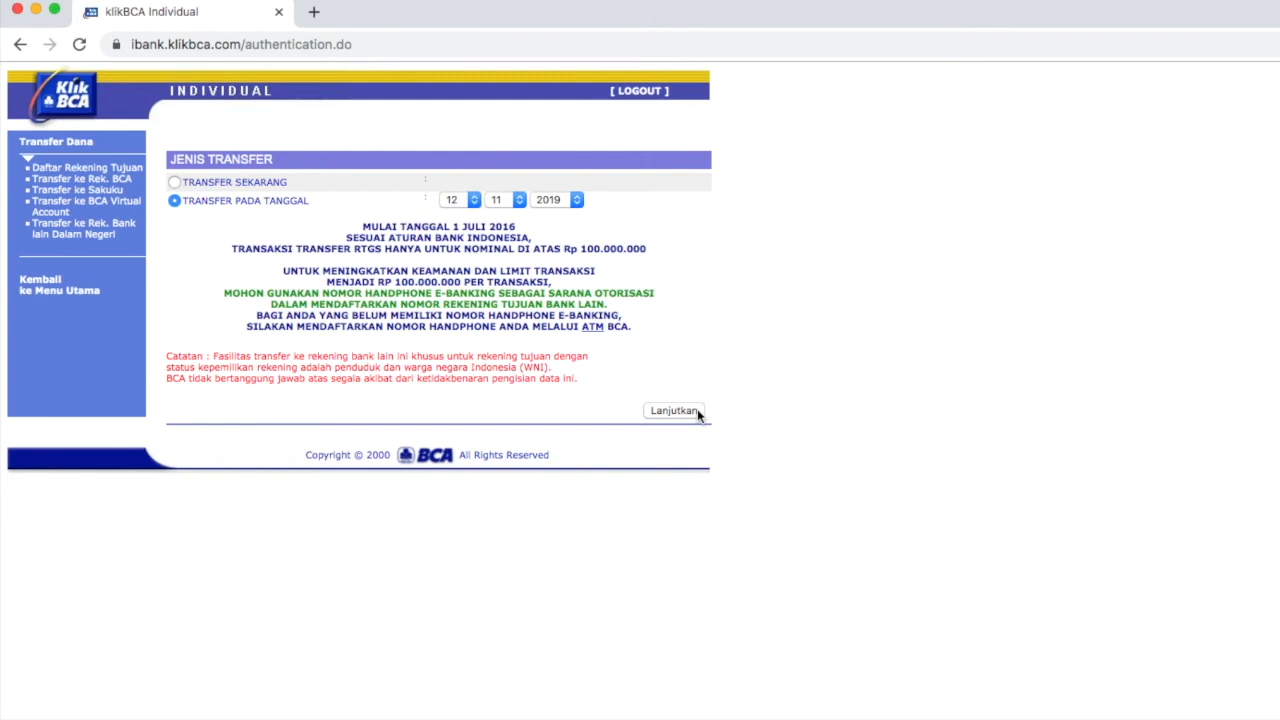 klikBCA Individual
ibank.klikbca.com/authentication.do
Klik
BCA
INDIVIDUAL
[ LOGOUT ]
Transfer Dana
Daftar Rekening Tujuan
Transfer ke Rek. BCA
Transfer ke Sakuku
Transfer ke BCA Virtual
Account
Transfer ke Rek. Bank
lain Dalam Negeri
Kembali
ke Menu Utama
JENIS TRANSFER
TRANSFER SEKARANG :
TRANSFER PADA TANGGAL : 12 11 2019
MULAI TANGGAL 1 JULI 2016
SESUAI ATURAN BANK INDONESIA,
TRANSAKSI TRANSFER RTGS HANYA UNTUK NOMINAL DI ATAS Rp 100.000.000
UNTUK MENINGKATKAN KEAMANAN DAN LIMIT TRANSAKSI
MENJADI RP 100.000.000 PER TRANSAKSI,
MOHON GUNAKAN NOMOR HANDPHONE E-BANKING SEBAGAI SARANA OTORISASI
DALAM MENDAFTARKAN NOMOR REKENING TUJUAN BANK LAIN.
BAGI ANDA YANG BELUM MEMILIKI NOMOR HANDPHONE E-BANKING,
SILAKAN MENDAFTARKAN NOMOR HANDPHONE ANDA MELALUI ATM BCA.
Catatan : Fasilitas transfer ke rekening bank lain ini khusus untuk rekening tujuan dengan
status kepemilikan rekening adalah penduduk dan warga negara Indonesia (WNI).
BCA tidak bertanggung jawab atas segala akibat dari ketidakbenaran pengisian data ini.
Lanjutkan
Copyright © 2000 BCA All Rights Reserved